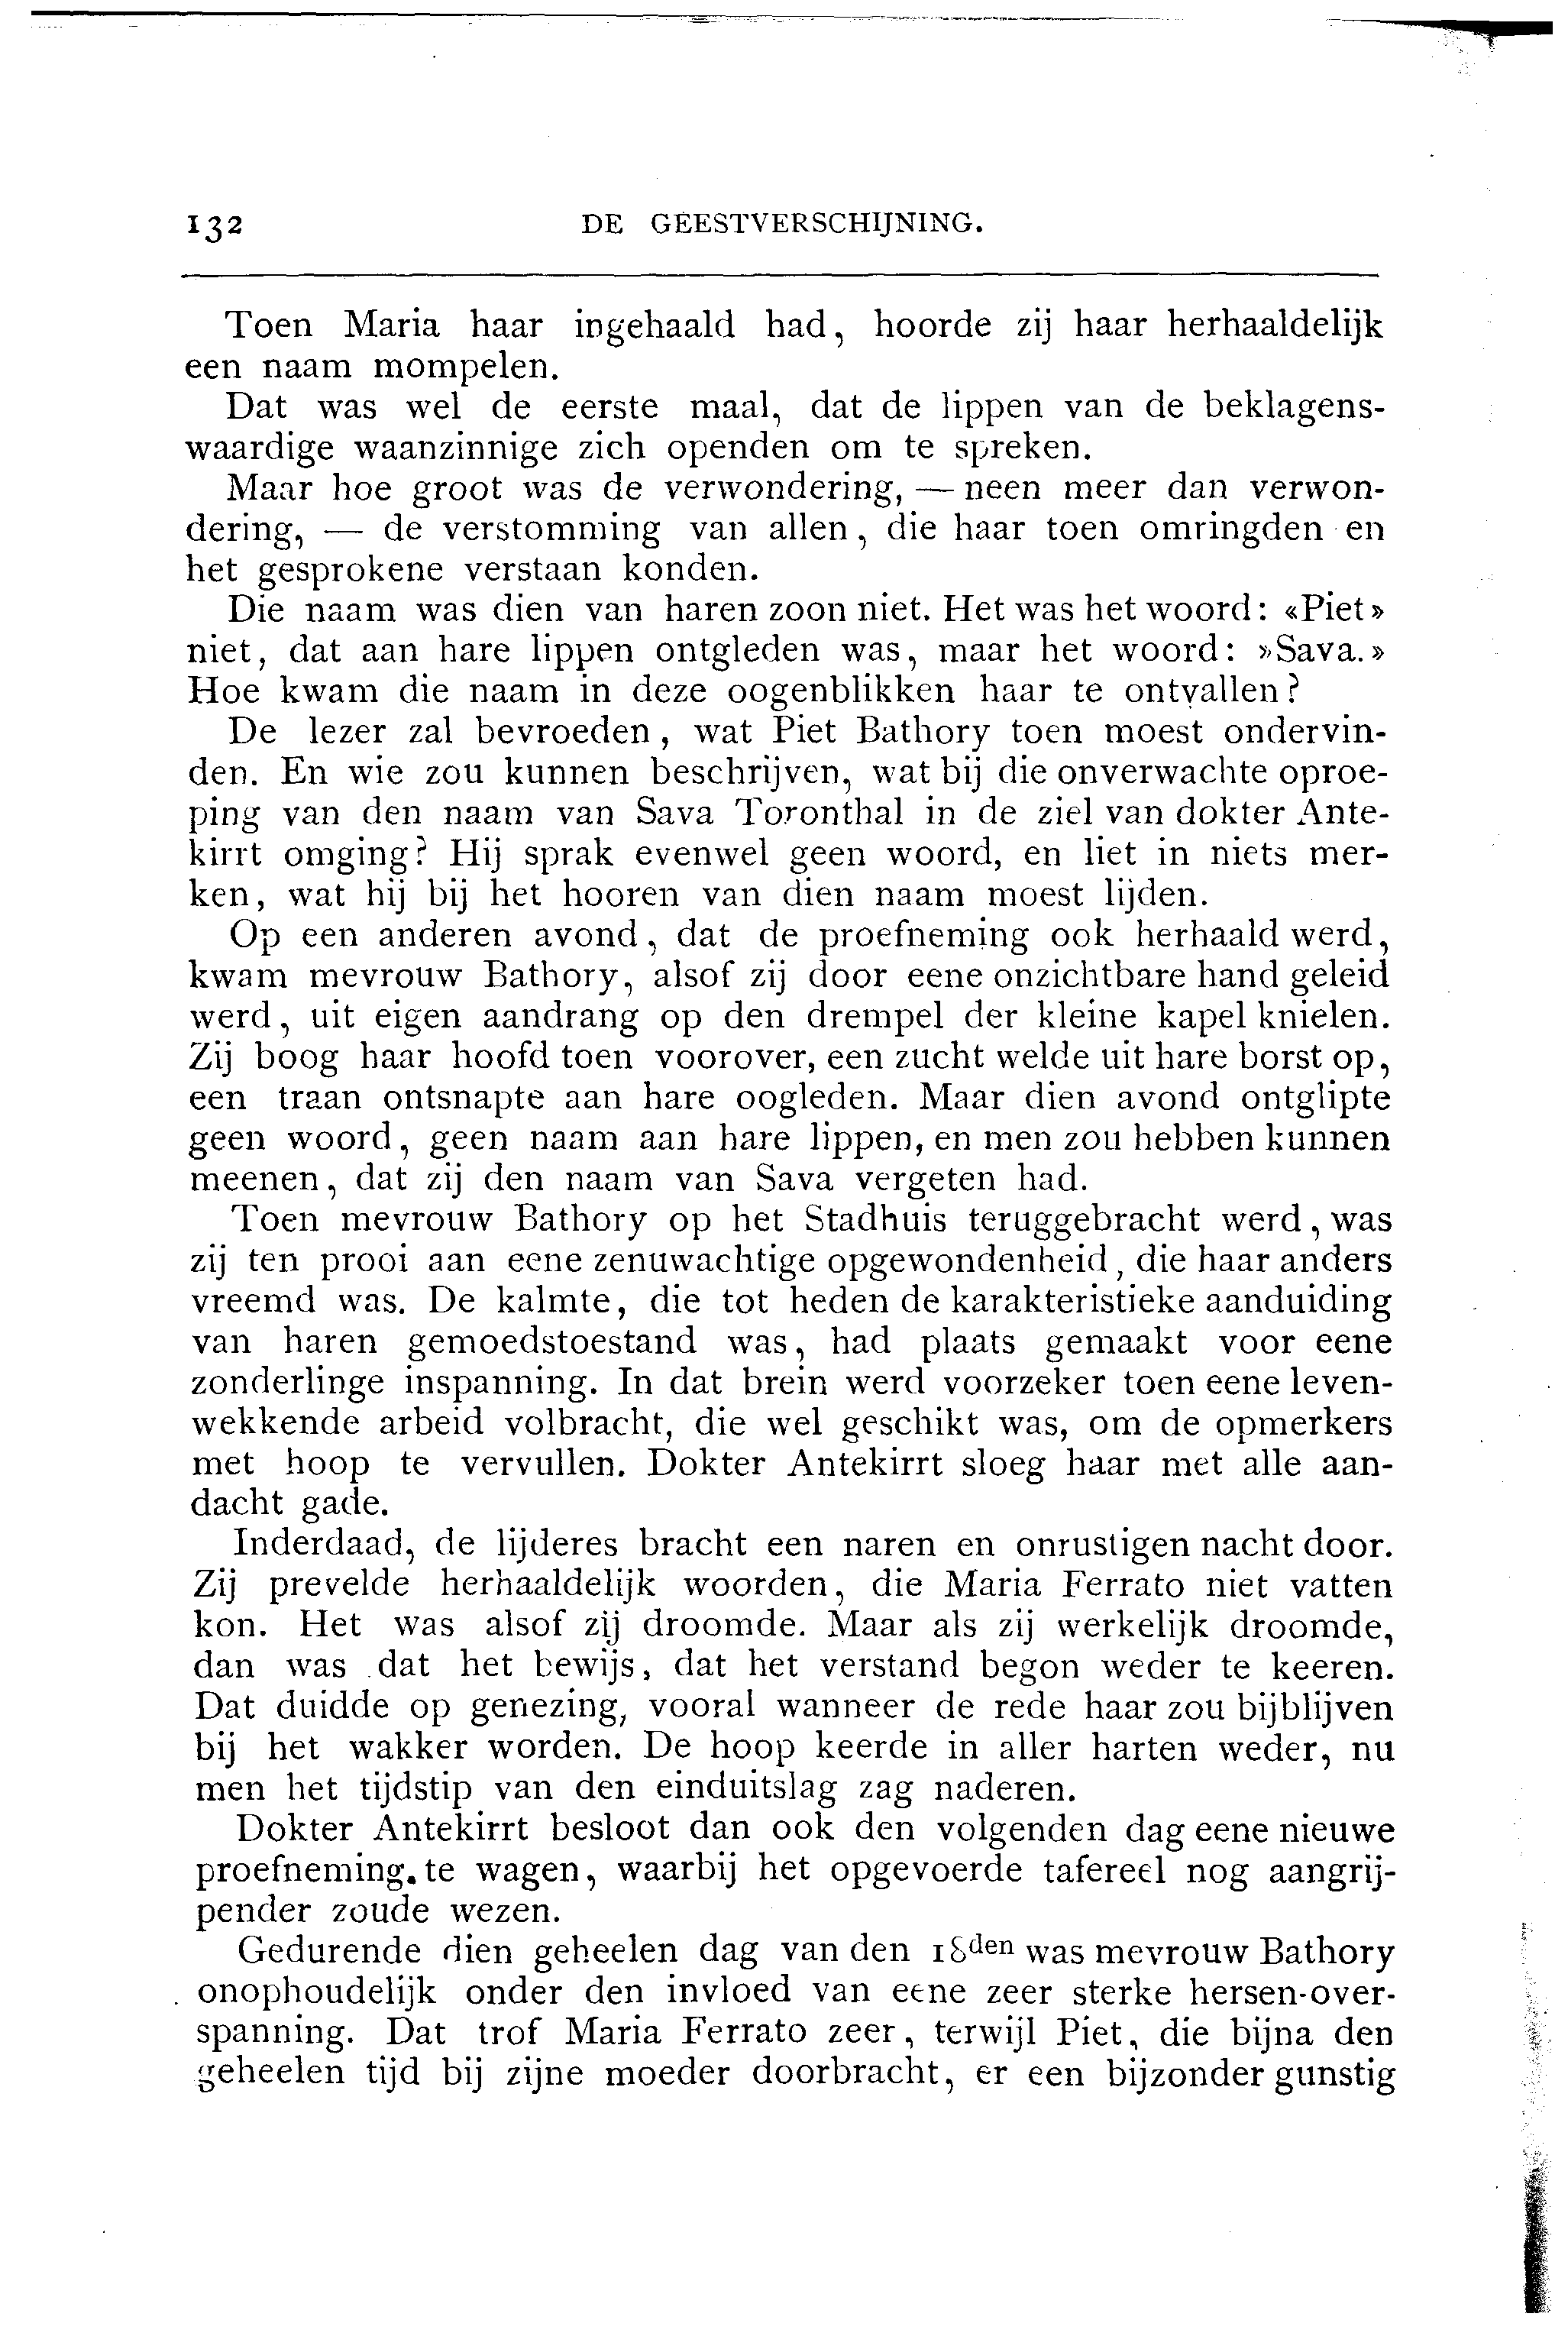 132 DE GEESTVERSCHIJNING.
Toen Maria haar ingehaald had, hoorde zij haar herhaaldelijk
een naam mompelen.
Dat was wel de eerste maal, dat de lippen van de beklagens-
waardige waanzinnige zich openden om te spreken.
Maar hoe groot was de verwondering, — neen meer dan verwon-
dering, — de verstomming van allen, die haar toen omringden en
het gesprokene verstaan konden.
Die naam was dien van haren zoon niet. Het was het woord: «Piet»
niet, dat aan hare lippen ontgleden was, maar het woord: »Sava.»
Hoe kwam die naam in deze oogenblikken haar te ontvallen?
De lezer zal bevroeden, wat Piet Bathory toen moest ondervin-
den. En wie zou kunnen beschrijven, wat bij die onverwachte oproe-
ping van den naam van Sava Toronthal in de ziel van dokter Ante-
kirrt omging? Hij sprak evenwel geen woord, en liet in niets mer-
ken, wat hij bij het hooren van dien naam moest lijden.
Op een anderen avond, dat de proefneming ook herhaald werd,
kwam mevrouw Bathory, alsof zij door eene onzichtbare hand geleid
werd, uit eigen aandrang op den drempel der kleine kapel knielen.
Zij boog haar hoofd toen voorover, een zucht welde uit hare borst op,
een traan ontsnapte aan hare oogleden. Maar dien avond ontglipte
geen woord, geen naam aan hare lippen, en men zou hebben kunnen
meenen, dat zij den naam van Sava vergeten had.
Toen mevrouw Bathory op het Stadhuis teruggebracht werd, was
zij ten prooi aan eene zenuwachtige opgewondenheid, die haar anders
vreemd was. De kalmte, die tot heden de karakteristieke aanduiding
van haren gemoedstoestand was, had plaats gemaakt voor eene
zonderlinge inspanning. In dat brein werd voorzeker toen eene leven-
wekkende arbeid volbracht, die wel geschikt was, om de opmerkers
met hoop te vervullen. Dokter Antekirrt sloeg haar met alle aan-
dacht gade.
Inderdaad, de lijderes bracht een naren en onrustigen nacht door.
Zij prevelde herhaaldelijk woorden, die Maria Ferrato niet vatten
kon. Het was alsof zij droomde. Maar als zij werkelijk droomde,
dan was dat het bewijs, dat het verstand begon weder te keeren.
Dat duidde op genezing, vooral wanneer de rede haar zou bijblijven
bij het wakker worden. De hoop keerde in aller harten weder, nu
men het tijdstip van den einduitslag zag naderen.
Dokter Antekirrt besloot dan ook den volgenden dag eene nieuwe
proefneming te wagen, waarbij het opgevoerde tafereel nog aangrij-
pender zoude wezen.
Gedurende dien geheelen dag van den 18den was mevrouw Bathory
onophoudelijk onder den invloed van eene zeer sterke hersen-over-
spanning. Dat trof Maria Ferrato zeer, terwijl Piet, die bijna den
geheelen tijd bij zijne moeder doorbracht, er een bijzonder gunstig